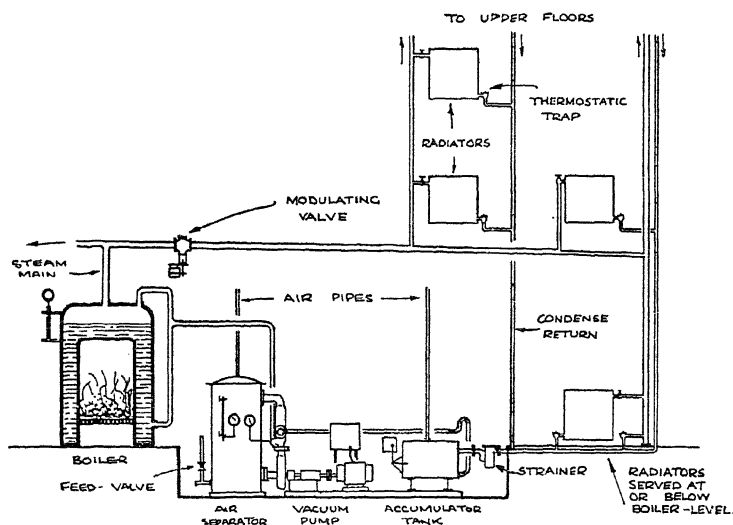 TO UPPER FLOORS
THERMOSTATIC
TRAP
RADIATORS
MODULATING
VALVE
STEAM
MAIN
AIR PIPES
CONDENSE
RETURN
BOILER
FEED-VALVE
STRAINER
RADIATORS
SERVED AT
OR BELOW
BOILER-LEVEL.
AIR
SEPARATOR
VACUUM
PUMP
ACCUMULATOR
TANK